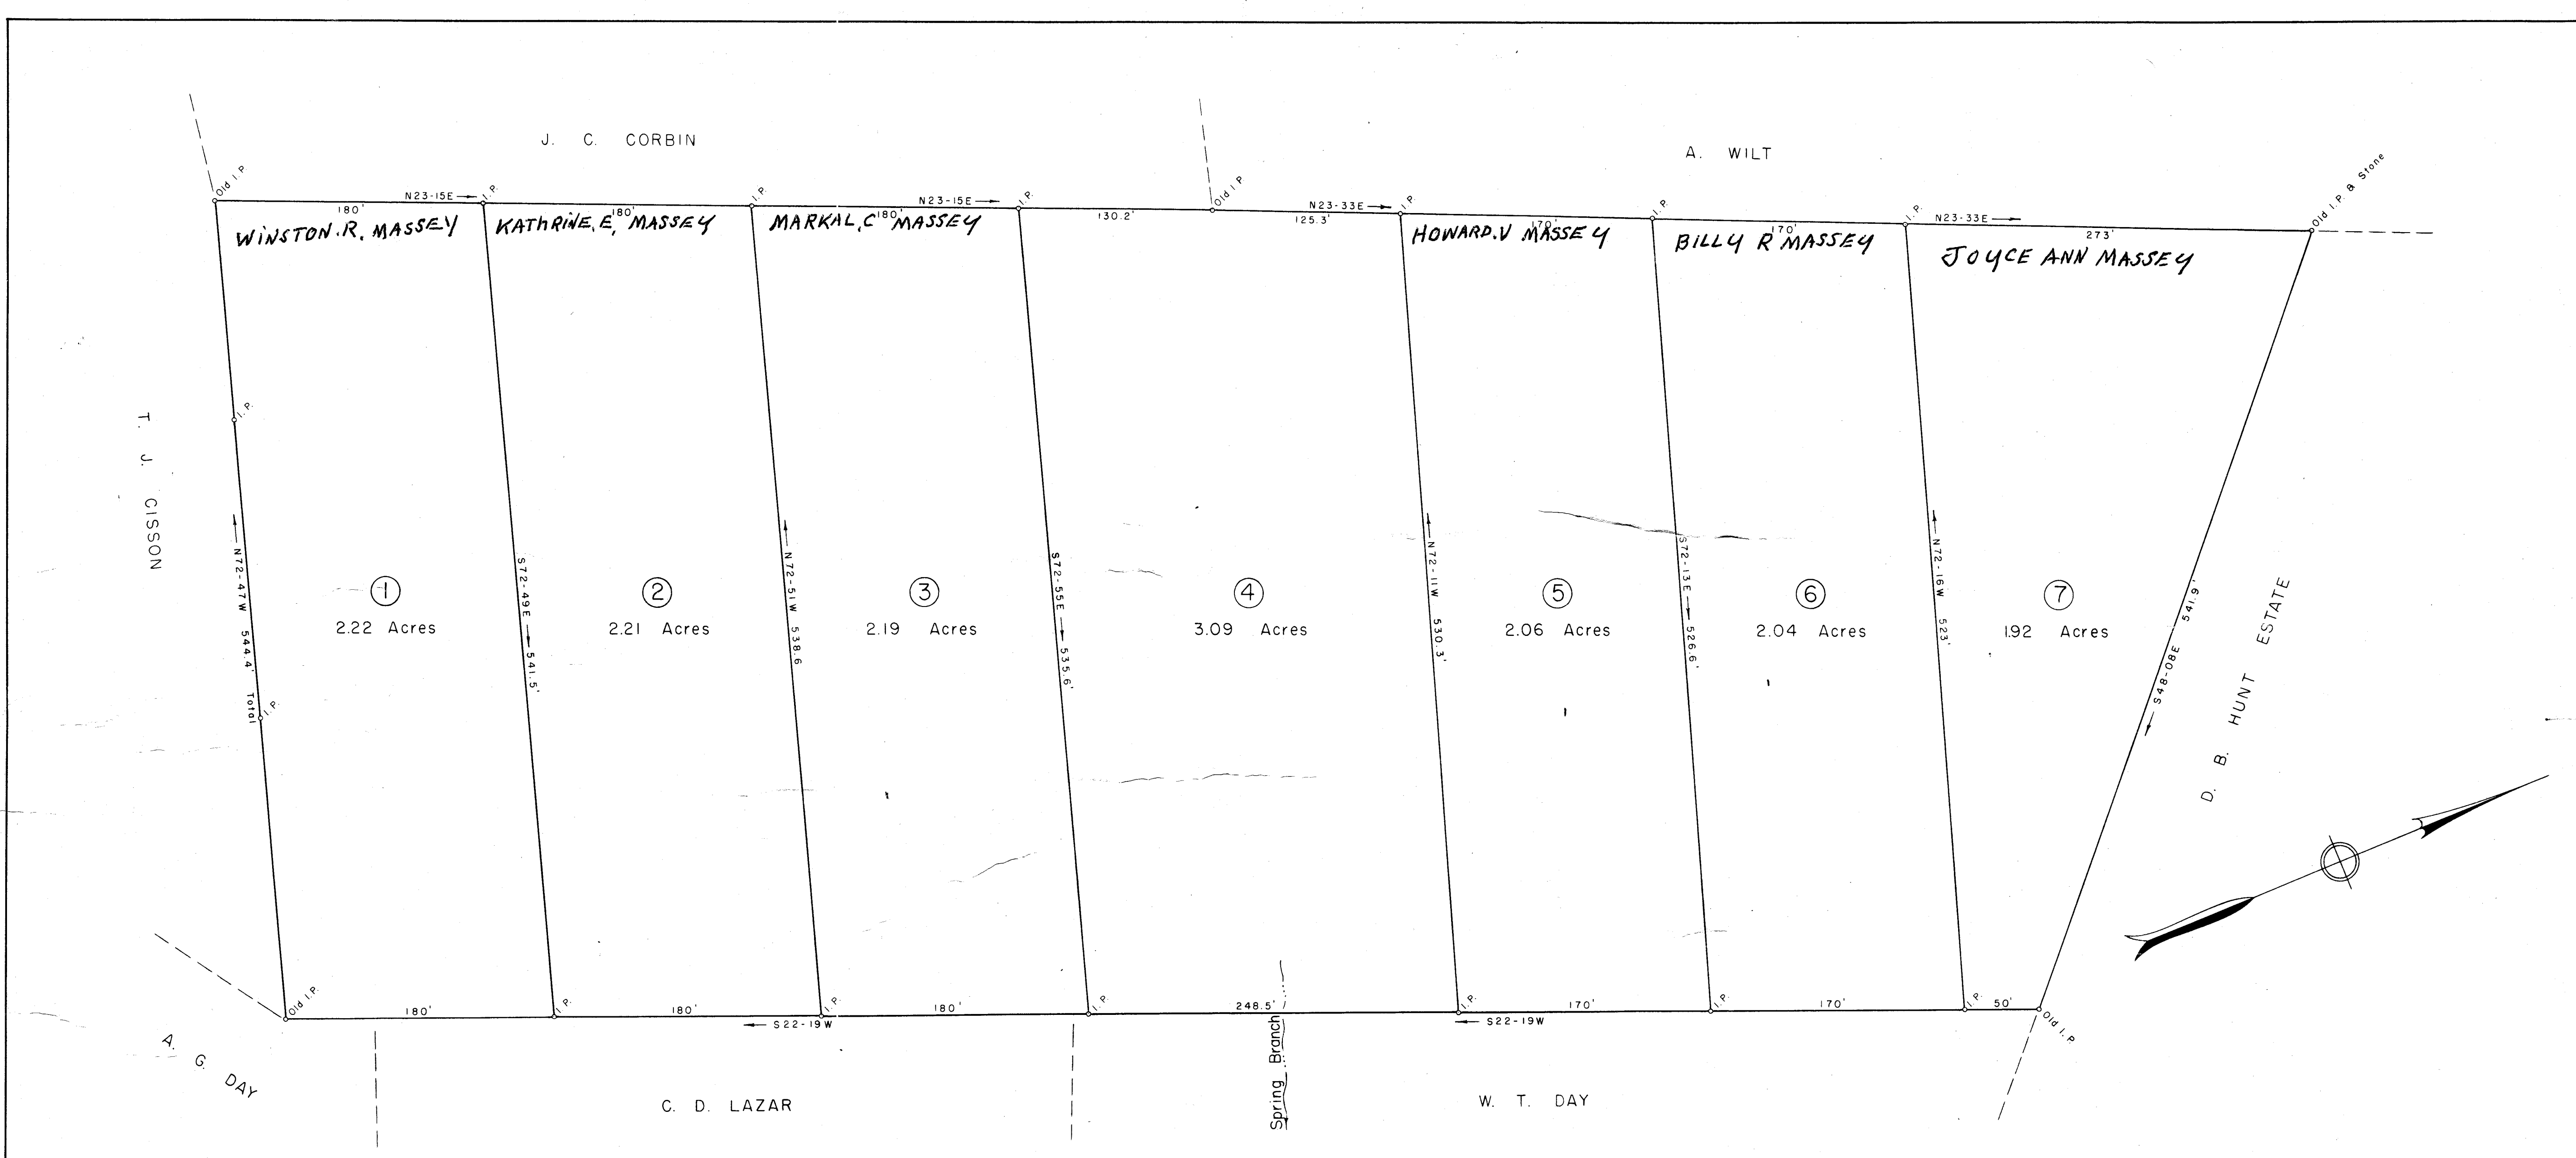 J. C. CORBIN
A. WILT
Old I.P.
N23-15E
180'
I.P.
180'
I.P.
N23-15E
180'
I.P.
130.2'
Old I.P.
125.3'
N23-33E
I.P.
170'
I.P.
170'
I.P.
N23-33E
273'
Old I.P. & Stone
WINSTON.R. MASSEY
KAThRINE.E. MASSEY
MARKAL.C MASSEY
HOWARD.V MASSEY
BILLY R MASSEY
JOYCE ANN MASSEY
T. J. CISSON
I.P.
I.P.
N72-47W 544.4' Total
1
2.22 Acres
S72-49E 541.5'
2
2.21 Acres
N72-51W 538.6
3
2.19 Acres
S72-55E 535.6'
4
3.09 Acres
N72-11W 530.3'
5
2.06 Acres
S72-13E 526.6'
6
2.04 Acres
N72-16W 523'
7
1.92 Acres
S48-08E 541.9'
D. B. HUNT ESTATE
Old I.P.
180'
I.P.
180'
S22-19W
I.P.
180'
I.P.
248.5'
I.P.
S22-19W
170'
I.P.
170'
I.P.
50'
Old I.P.
A. G. DAY
C. D. LAZAR
Spring Branch
W. T. DAY